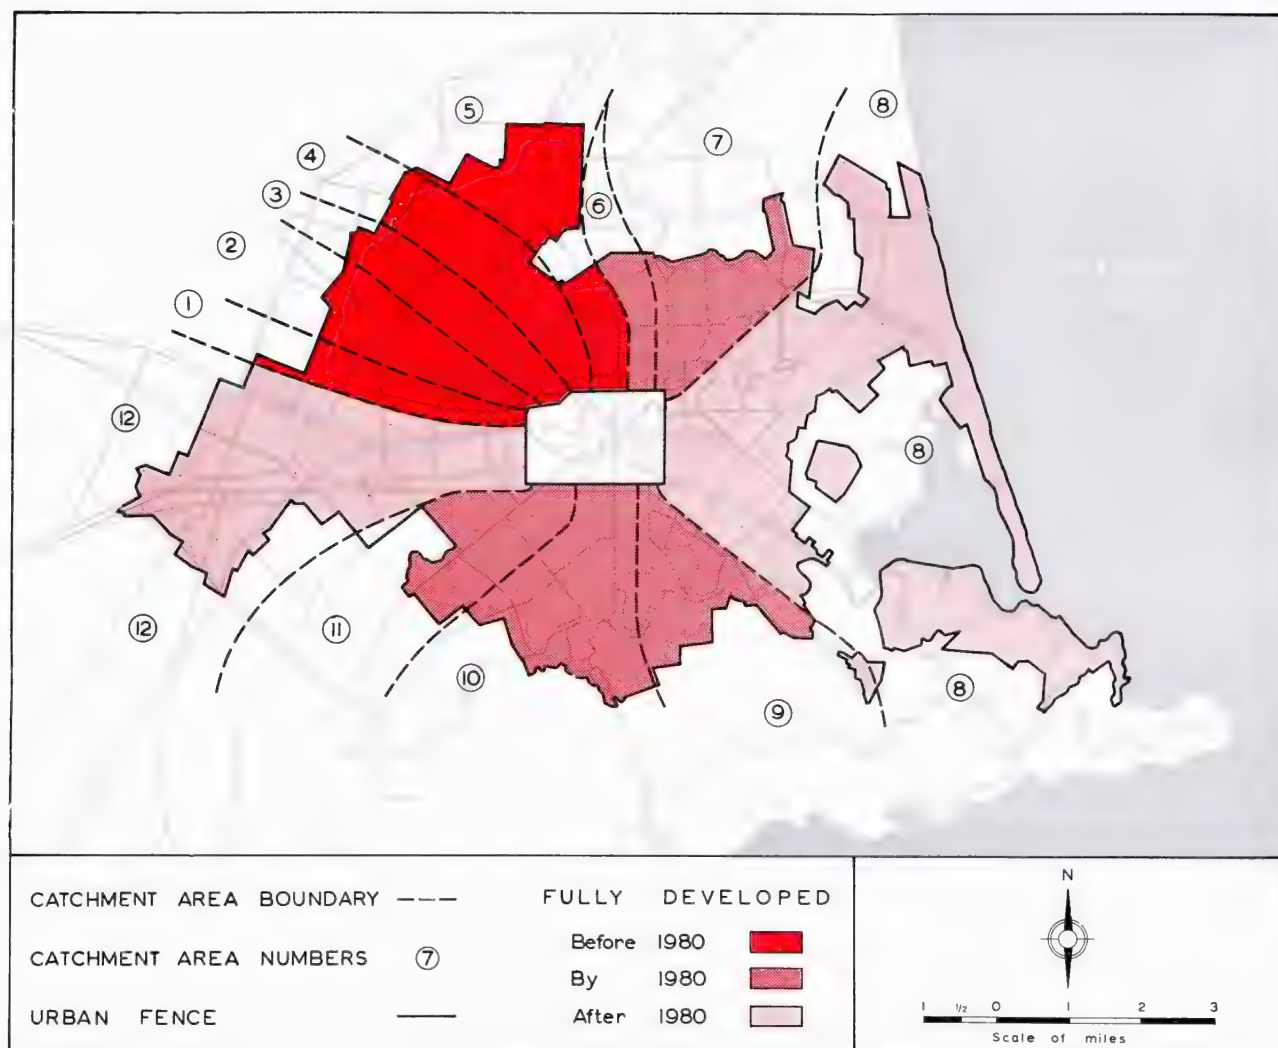 ⑤
⑧
⑦
④
③
⑥
②
①
⑫
⑧
⑫
⑪
⑩
⑧
⑨
CATCHMENT AREA BOUNDARY
CATCHMENT AREA NUMBERS ⑦
URBAN FENCE
FULLY DEVELOPED
Before 1980
By 1980
After 1980
N
1 1/2 0 1 2 3
Scale of miles